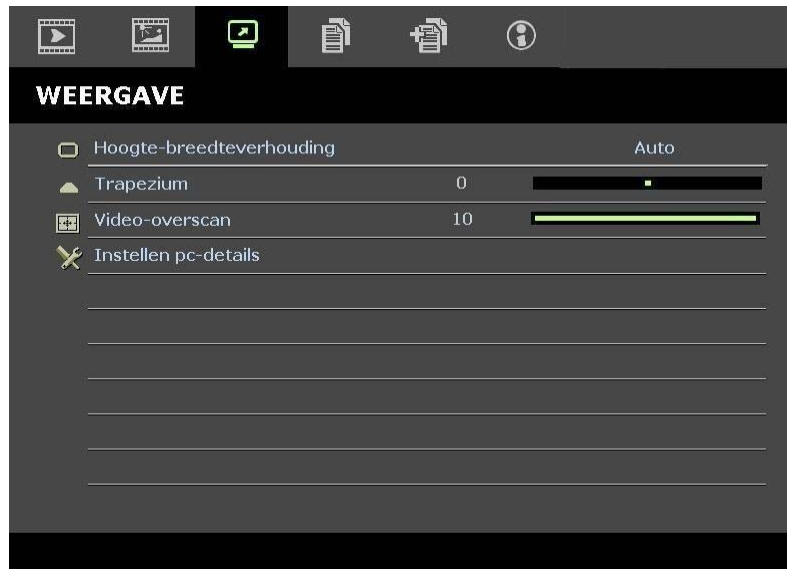 WEERGAVE
Hoogte-breedteverhouding Auto
Trapezium 0
Video-overscan 10
Instellen pc-details